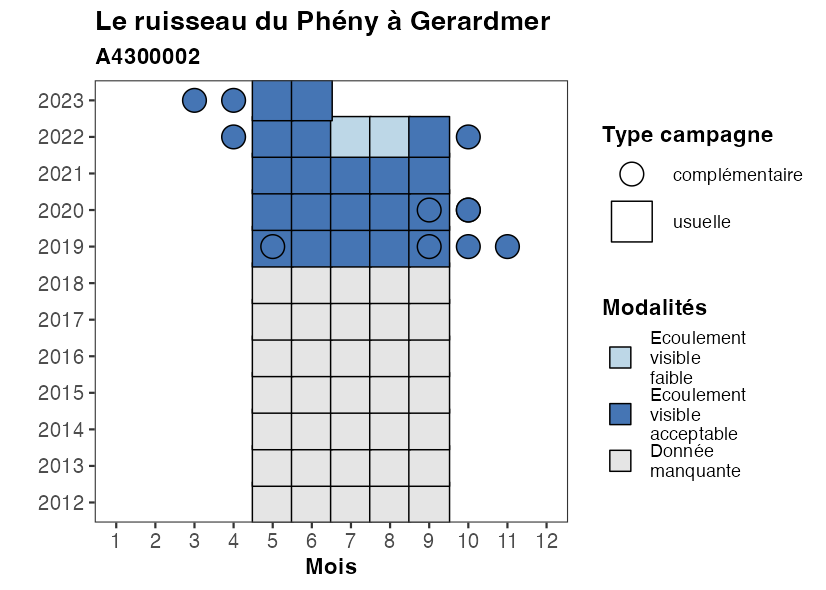 Le ruisseau du Phény à Gerardmer
A4300002
2023
2022
2021
2020
2019
2018
2017
2016
2015
2014
2013
2012
1 2 3 4 5 6 7 8 9 10 11 12
Mois
Type campagne
complémentaire
usuelle
Modalités
Ecoulement
visible
faible
Ecoulement
visible
acceptable
Donnée
manquante